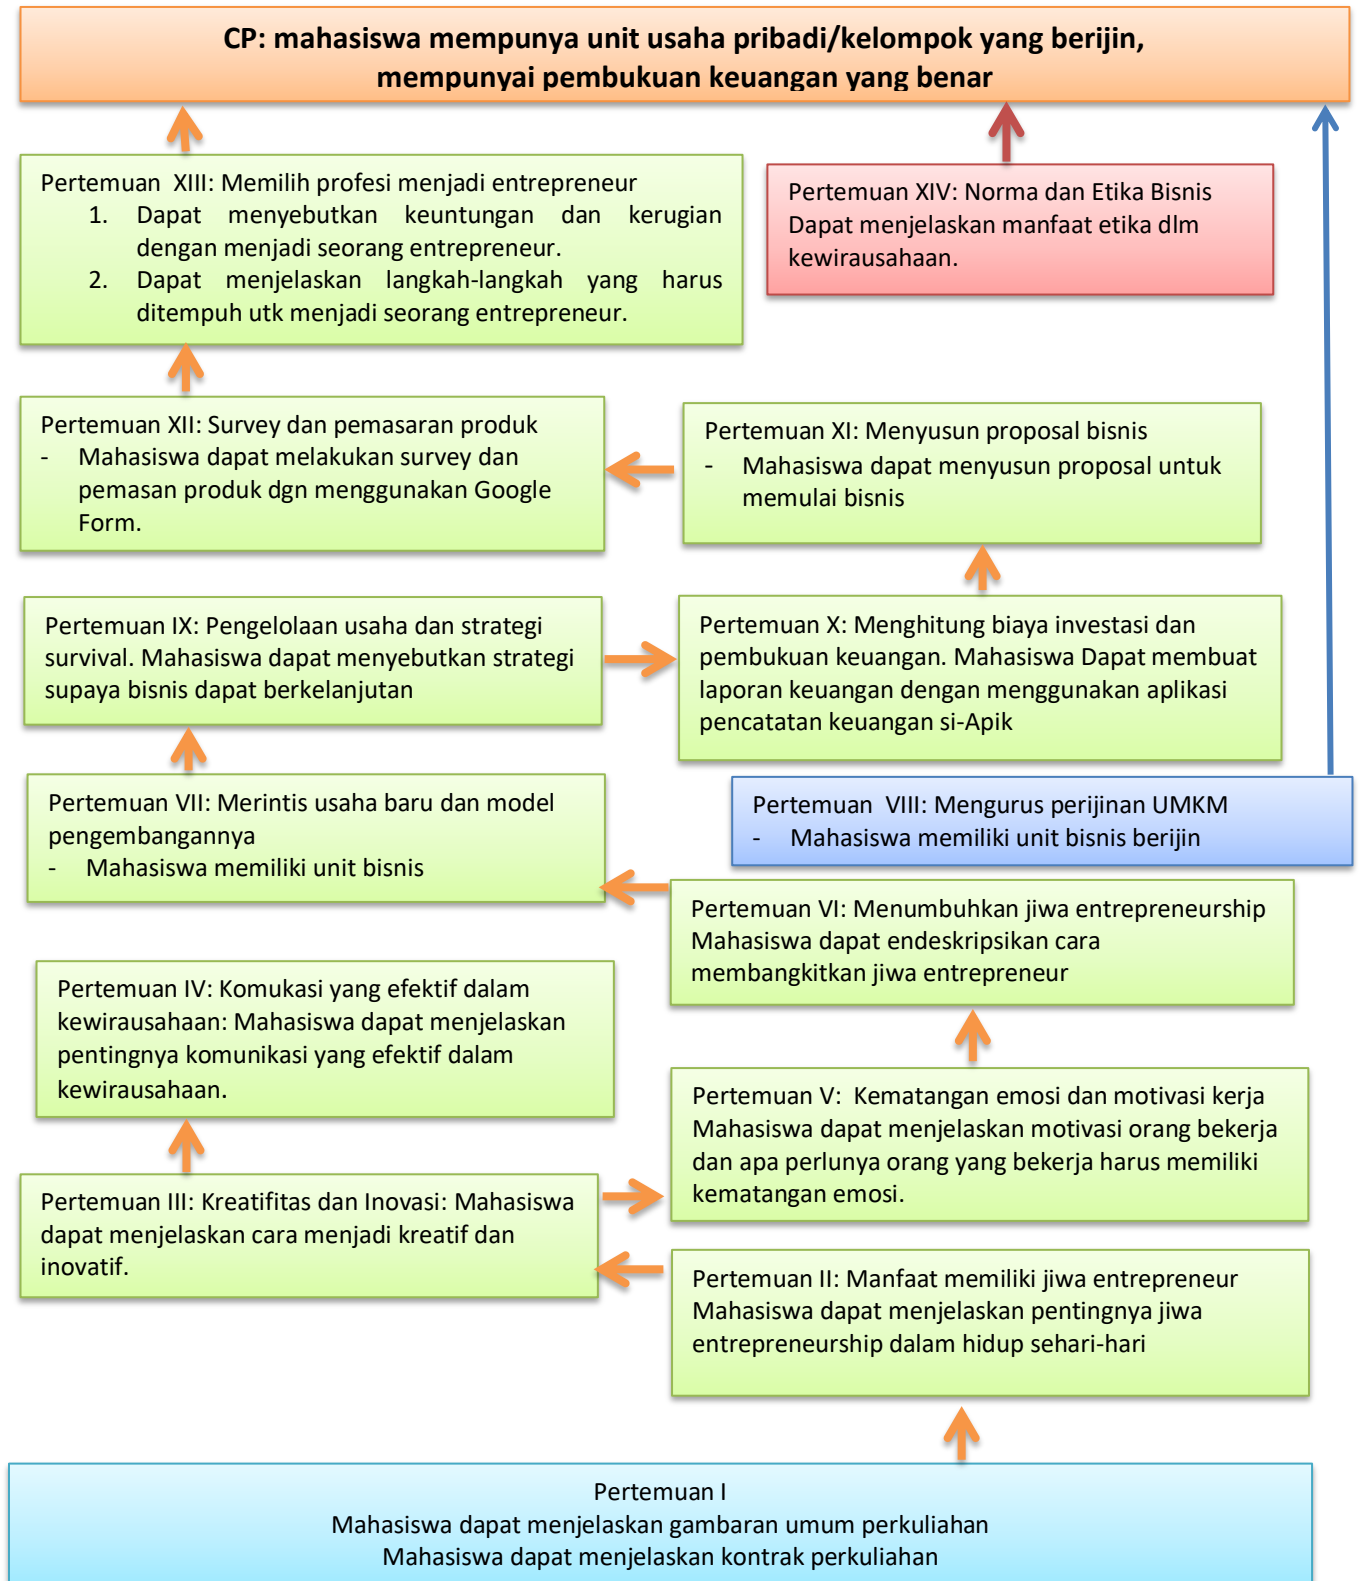 CP: mahasiswa mempunya unit usaha pribadi/kelompok yang berijin,
mempunyai pembukuan keuangan yang benar
Pertemuan XIII: Memilih profesi menjadi entrepreneur
1. Dapat menyebutkan keuntungan dan kerugian
dengan menjadi seorang entrepreneur.
2. Dapat menjelaskan langkah-langkah yang harus
ditempuh utk menjadi seorang entrepreneur.
Pertemuan XIV: Norma dan Etika Bisnis
Dapat menjelaskan manfaat etika dlm
kewirausahaan.
Pertemuan XII: Survey dan pemasaran produk
- Mahasiswa dapat melakukan survey dan
pemasan produk dgn menggunakan Google
Form.
Pertemuan XI: Menyusun proposal bisnis
- Mahasiswa dapat menyusun proposal untuk
memulai bisnis
Pertemuan IX: Pengelolaan usaha dan strategi
survival. Mahasiswa dapat menyebutkan strategi
supaya bisnis dapat berkelanjutan
Pertemuan X: Menghitung biaya investasi dan
pembukuan keuangan. Mahasiswa Dapat membuat
laporan keuangan dengan menggunakan aplikasi
pencatatan keuangan si-Apik
Pertemuan VII: Merintis usaha baru dan model
pengembangannya
- Mahasiswa memiliki unit bisnis
Pertemuan VIII: Mengurus perijinan UMKM
- Mahasiswa memiliki unit bisnis berijin
Pertemuan VI: Menumbuhkan jiwa entrepreneurship
Mahasiswa dapat endeskripsikan cara
membangkitkan jiwa entrepreneur
Pertemuan IV: Komukasi yang efektif dalam
kewirausahaan: Mahasiswa dapat menjelaskan
pentingnya komunikasi yang efektif dalam
kewirausahaan.
Pertemuan V: Kematangan emosi dan motivasi kerja
Mahasiswa dapat menjelaskan motivasi orang bekerja
dan apa perlunya orang yang bekerja harus memiliki
kematangan emosi.
Pertemuan III: Kreatifitas dan Inovasi: Mahasiswa
dapat menjelaskan cara menjadi kreatif dan
inovatif.
Pertemuan II: Manfaat memiliki jiwa entrepreneur
Mahasiswa dapat menjelaskan pentingnya jiwa
entrepreneurship dalam hidup sehari-hari
Pertemuan I
Mahasiswa dapat menjelaskan gambaran umum perkuliahan
Mahasiswa dapat menjelaskan kontrak perkuliahan